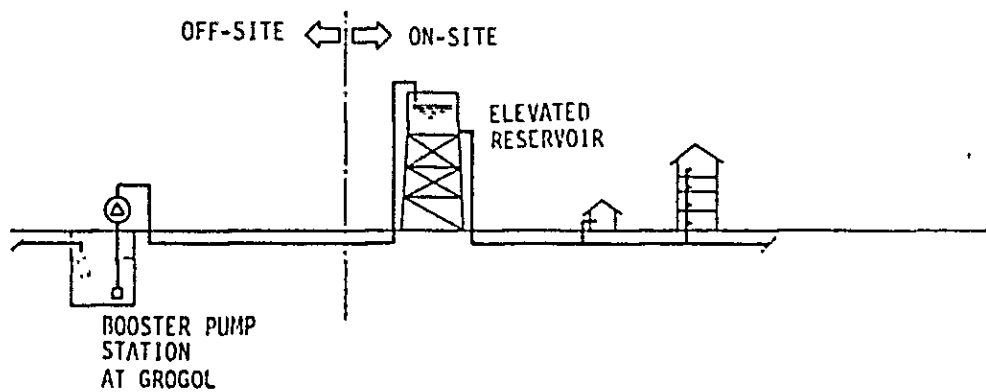 OFF-SITE ON-SITE
ELEVATED
RESERVOIR
BOOSTER PUMP
STATION
AT GROGOL